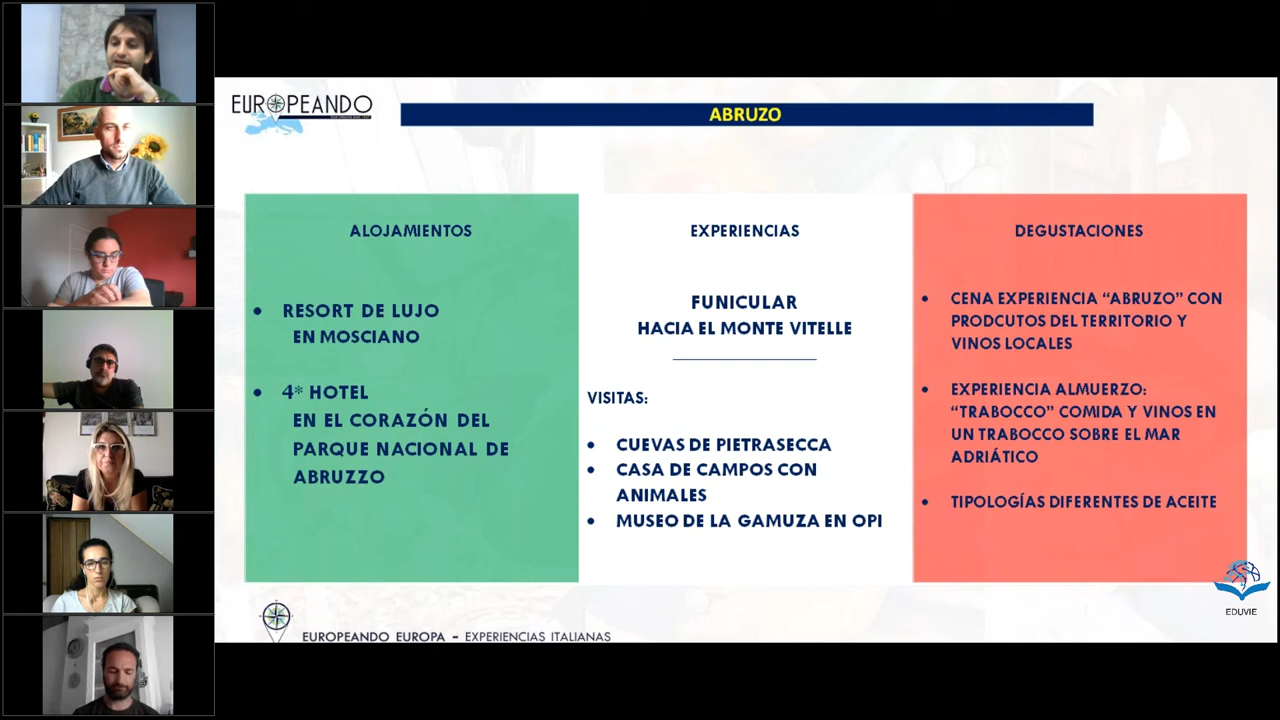 EUROPEANDO
ABRUZO
ALOJAMIENTOS
• RESORT DE LUJO
EN MOSCIANO
• 4* HOTEL
EN EL CORAZÓN DEL
PARQUE NACIONAL DE
ABRUZZO
EXPERIENCIAS
FUNICULAR
HACIA EL MONTE VITELLE
VISITAS:
• CUEVAS DE PIETRASECCA
• CASA DE CAMPOS CON
ANIMALES
• MUSEO DE LA GAMUZA EN OPI
DEGUSTACIONES
• CENA EXPERIENCIA “ABRUZO” CON
PRODCUTOS DEL TERRITORIO Y
VINOS LOCALES
• EXPERIENCIA ALMUERZO:
“TRABOCCO” COMIDA Y VINOS EN
UN TRABOCCO SOBRE EL MAR
ADRIÁTICO
• TIPOLOGÍAS DIFERENTES DE ACEITE
EDUVIE
EUROPEANDO EUROPA – EXPERIENCIAS ITALIANAS